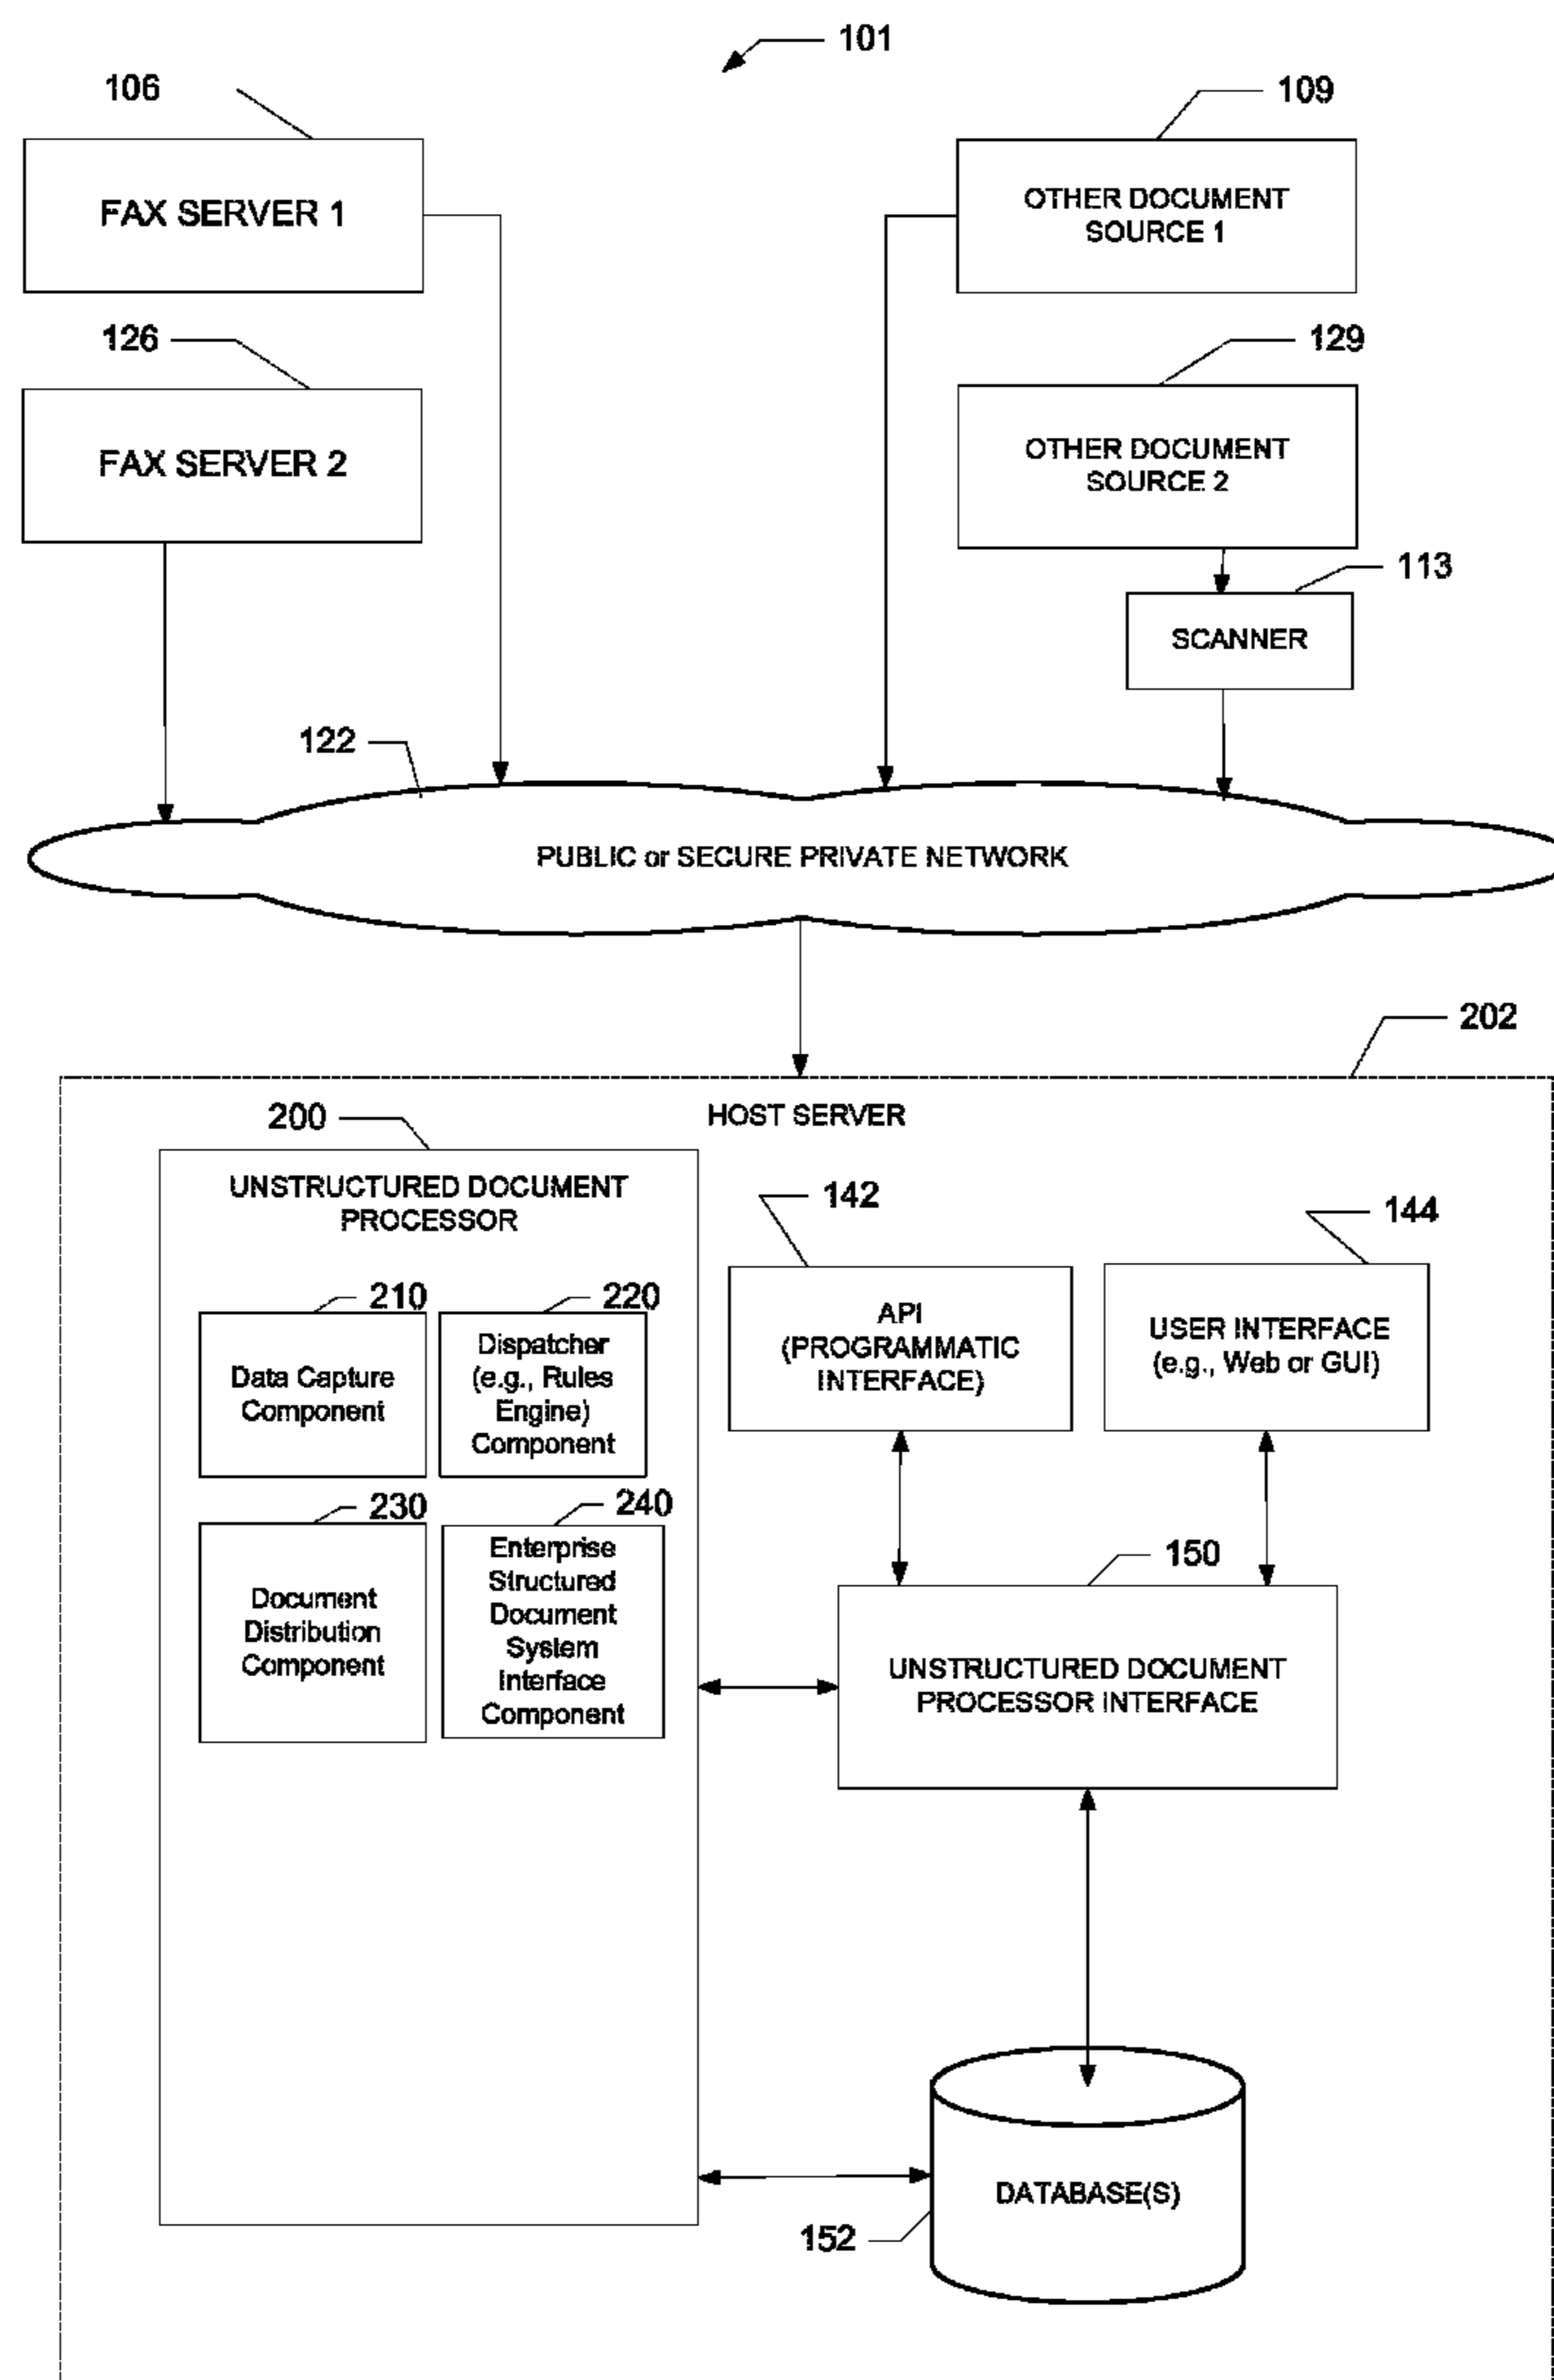 101
106
109
FAX SERVER 1
OTHER DOCUMENT
SOURCE 1
126
129
FAX SERVER 2
OTHER DOCUMENT
SOURCE 2
113
SCANNER
122
PUBLIC or SECURE PRIVATE NETWORK
202
HOST SERVER
200
UNSTRUCTURED DOCUMENT
PROCESSOR
142
144
210
220
Data Capture
Component
Dispatcher
(e.g., Rules
Engine)
Component
API
(PROGRAMMATIC
INTERFACE)
USER INTERFACE
(e.g., Web or GUI)
230
240
Document
Distribution
Component
Enterprise
Structured
Document
System
Interface
Component
150
UNSTRUCTURED DOCUMENT
PROCESSOR INTERFACE
DATABASE(S)
152